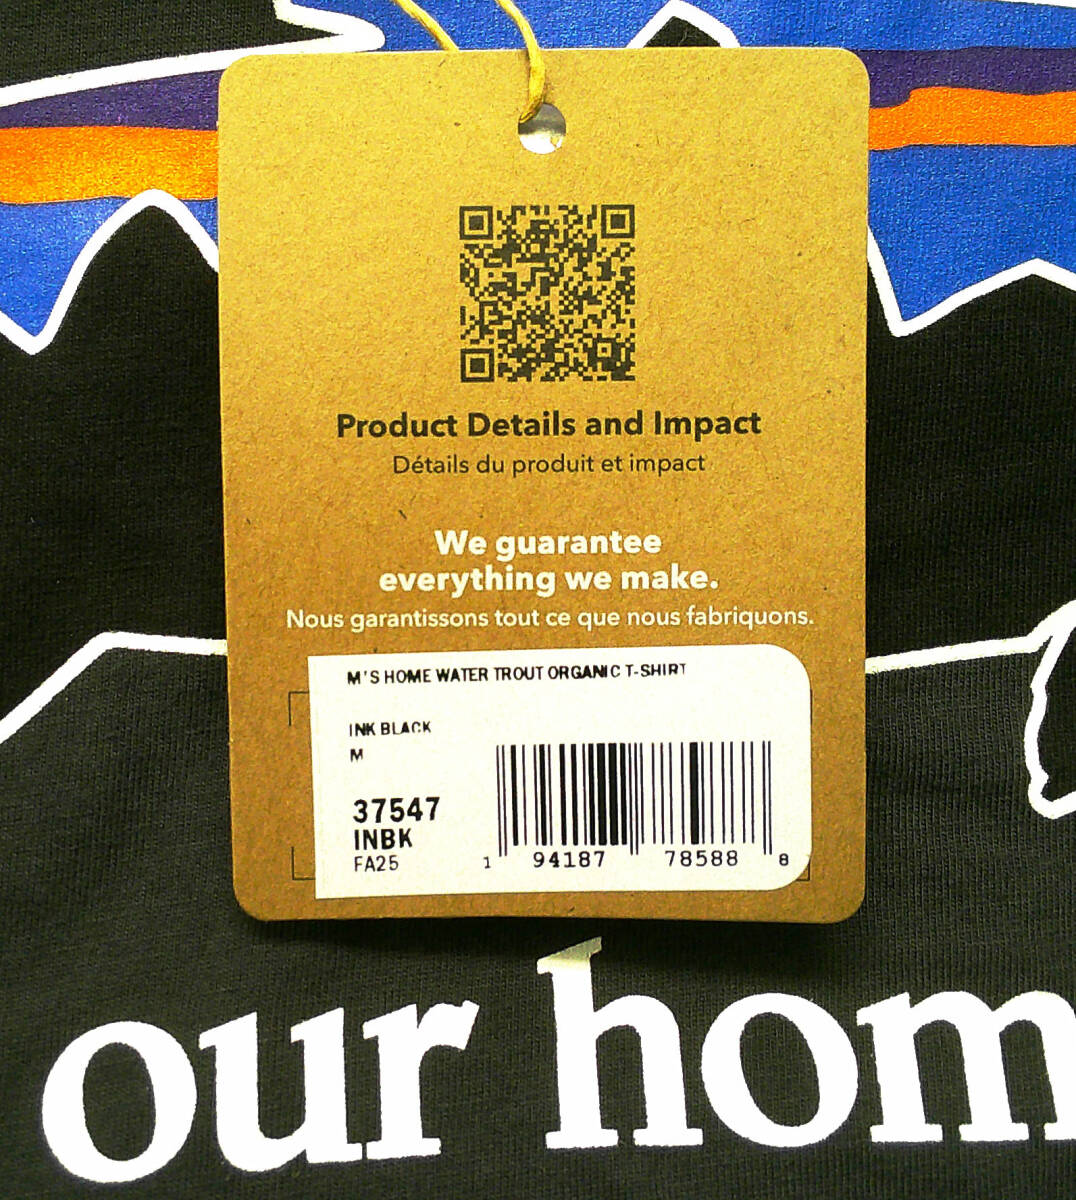 Product Details and Impact
Détails du produit et impact
We guarantee
everything we make.
Nous garantissons tout ce que nous fabriquons.
M'S HOME WATER TROUT ORGANIC T-SHIRT
INK BLACK
M
37547
INBK
FA25
1 94187 78588 8
our hom